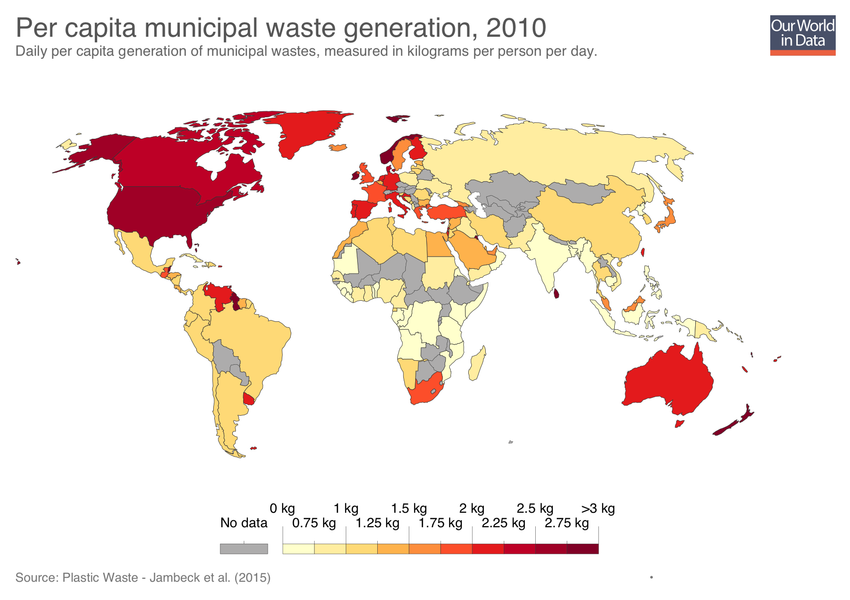 Per capita municipal waste generation, 2010
Daily per capita generation of municipal wastes, measured in kilograms per person per day.
Our World
in Data
0 kg 1 kg 1.5 kg 2 kg 2.5 kg >3 kg
No data 0.75 kg 1.25 kg 1.75 kg 2.25 kg 2.75 kg
Source: Plastic Waste - Jambeck et al. (2015)